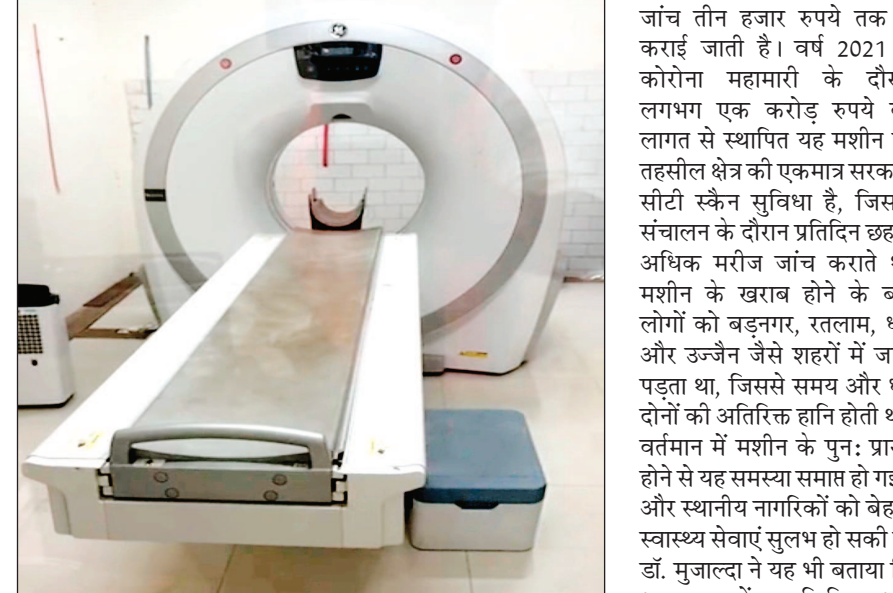 जांच तीन हजार रुपये तक
कराई जाती है। वर्ष 2021
कोरोना महामारी के
लगभग एक करोड़ रुपये
लागत से स्थापित यह मशीन
तहसील क्षेत्र की एकमात्र
सीटी स्कैन सुविधा है,
संचालन के दौरान प्रतिदिन छह
अधिक मरीज जांच कराते
मशीन के खराब होने के
लोगों को बड़नगर, रतलाम,
और उज्जैन जैसे शहरों में
पड़ता था, जिससे समय और
दोनों की अतिरिक्त हानि होती
वर्तमान में मशीन के पुन:
होने से यह समस्या समाप्त हो
और स्थानीय नागरिकों को
स्वास्थ्य सेवाएं सुलभ हो सकी
डॉ. मुजाल्दा ने यह भी बताया